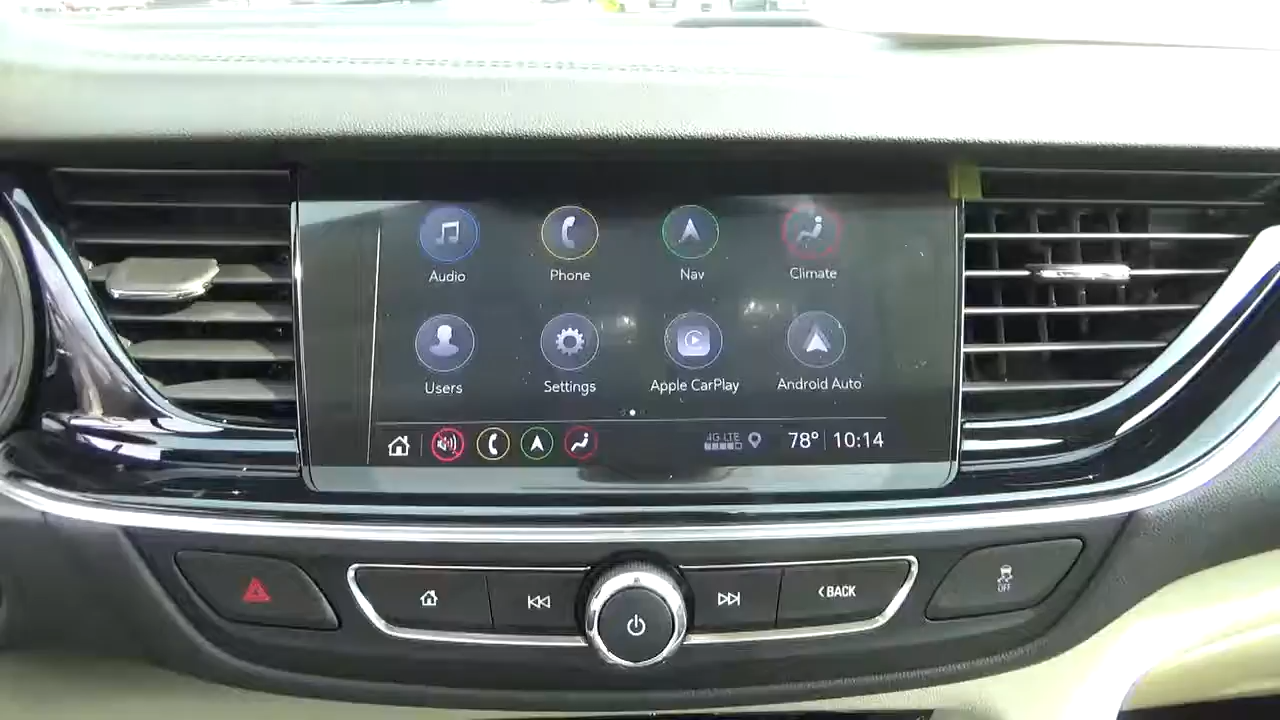 Audio Phone Nav Climate
Users Settings Apple CarPlay Android Auto
4G LTE 78° 10:14
BACK
OFF